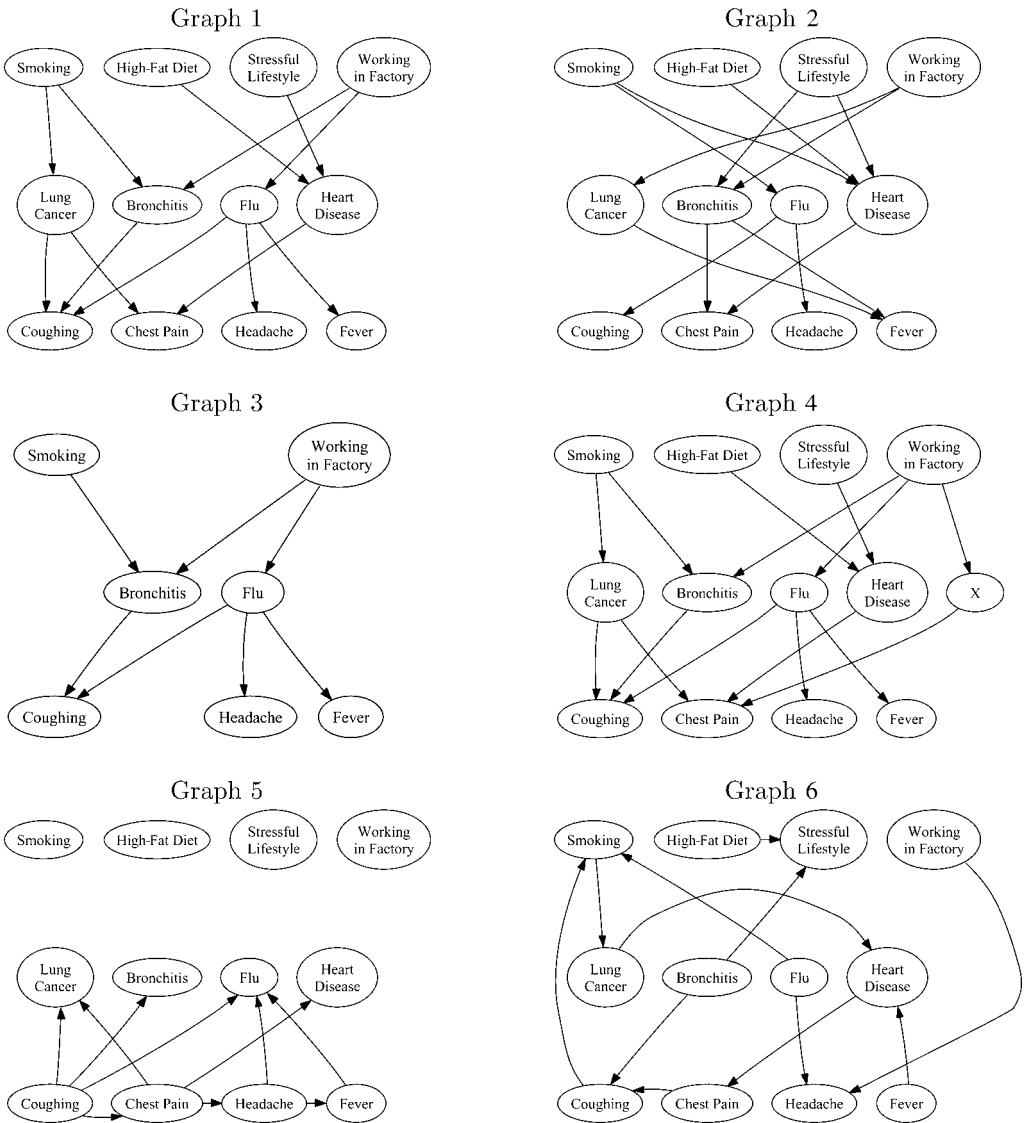 Graph 1
Smoking
High-Fat Diet
Stressful
Lifestyle
Working
in Factory
Lung
Cancer
Bronchitis
Flu
Heart
Disease
Coughing
Chest Pain
Headache
Fever
Graph 2
Smoking
High-Fat Diet
Stressful
Lifestyle
Working
in Factory
Lung
Cancer
Bronchitis
Flu
Heart
Disease
Coughing
Chest Pain
Headache
Fever
Graph 3
Smoking
Working
in Factory
Bronchitis
Flu
Coughing
Headache
Fever
Graph 4
Smoking
High-Fat Diet
Stressful
Lifestyle
Working
in Factory
Lung
Cancer
Bronchitis
Flu
Heart
Disease
X
Coughing
Chest Pain
Headache
Fever
Graph 5
Smoking
High-Fat Diet
Stressful
Lifestyle
Working
in Factory
Lung
Cancer
Bronchitis
Flu
Heart
Disease
Coughing
Chest Pain
Headache
Fever
Graph 6
Smoking
High-Fat Diet
Stressful
Lifestyle
Working
in Factory
Lung
Cancer
Bronchitis
Flu
Heart
Disease
Coughing
Chest Pain
Headache
Fever